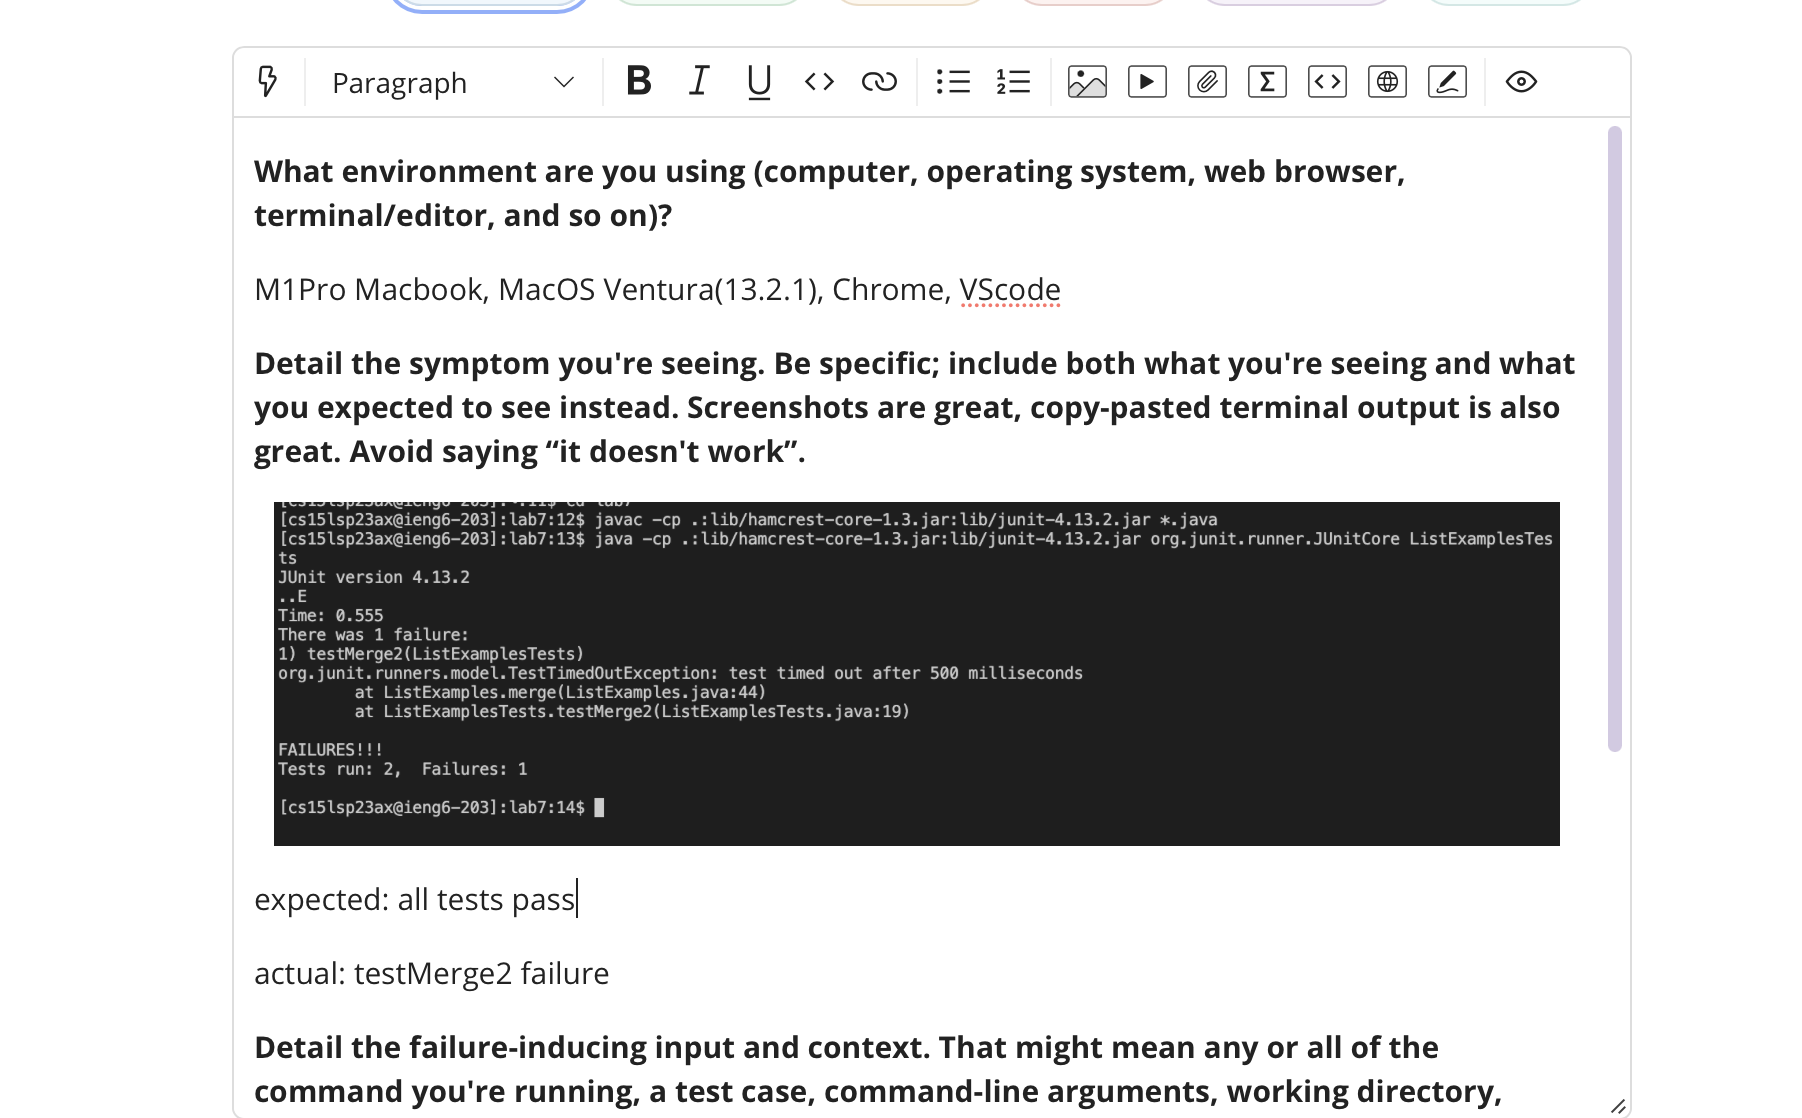 Paragraph
What environment are you using (computer, operating system, web browser,
terminal/editor, and so on)?
M1Pro Macbook, MacOS Ventura(13.2.1), Chrome, VScode
Detail the symptom you're seeing. Be specific; include both what you're seeing and what
you expected to see instead. Screenshots are great, copy-pasted terminal output is also
great. Avoid saying “it doesn't work”.
[cs15lsp23ax@ieng6-203]:lab7:12$ javac -cp .:lib/hamcrest-core-1.3.jar:lib/junit-4.13.2.jar *.java
[cs15lsp23ax@ieng6-203]:lab7:13$ java -cp .:lib/hamcrest-core-1.3.jar:lib/junit-4.13.2.jar org.junit.runner.JUnitCore ListExamplesTes
ts
JUnit version 4.13.2
..E
Time: 0.555
There was 1 failure:
1) testMerge2(ListExamplesTests)
org.junit.runners.model.TestTimedOutException: test timed out after 500 milliseconds
at ListExamples.merge(ListExamples.java:44)
at ListExamplesTests.testMerge2(ListExamplesTests.java:19)
FAILURES!!!
Tests run: 2,  Failures: 1
[cs15lsp23ax@ieng6-203]:lab7:14$
expected: all tests pass
actual: testMerge2 failure
Detail the failure-inducing input and context. That might mean any or all of the
command you're running, a test case, command-line arguments, working directory,